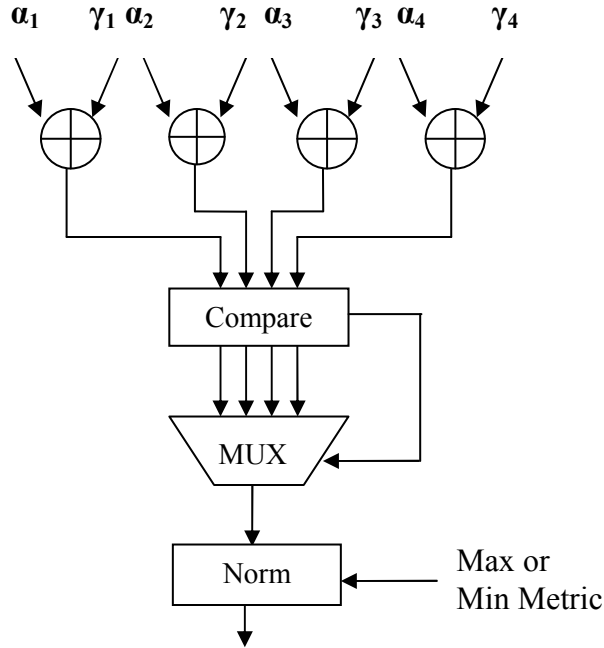 α₁ γ₁ α₂ γ₂ α₃ γ₃ α₄ γ₄
Compare
MUX
Norm
Max or
Min Metric